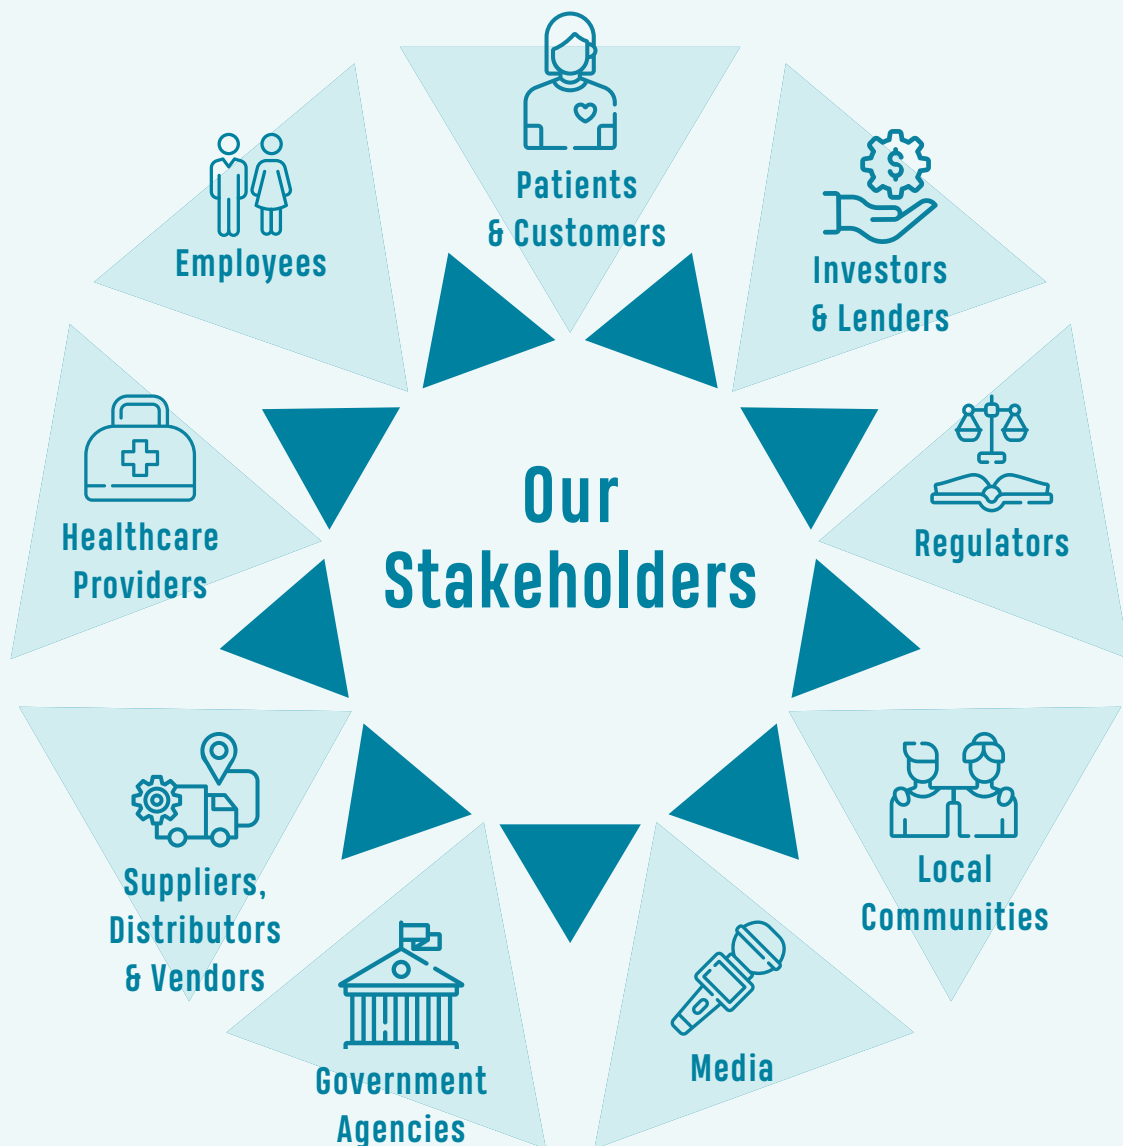 Patients
& Customers
Investors
& Lenders
Regulators
Local
Communities
Media
Government
Agencies
Suppliers,
Distributors
& Vendors
Healthcare
Providers
Employees
Our
Stakeholders
$